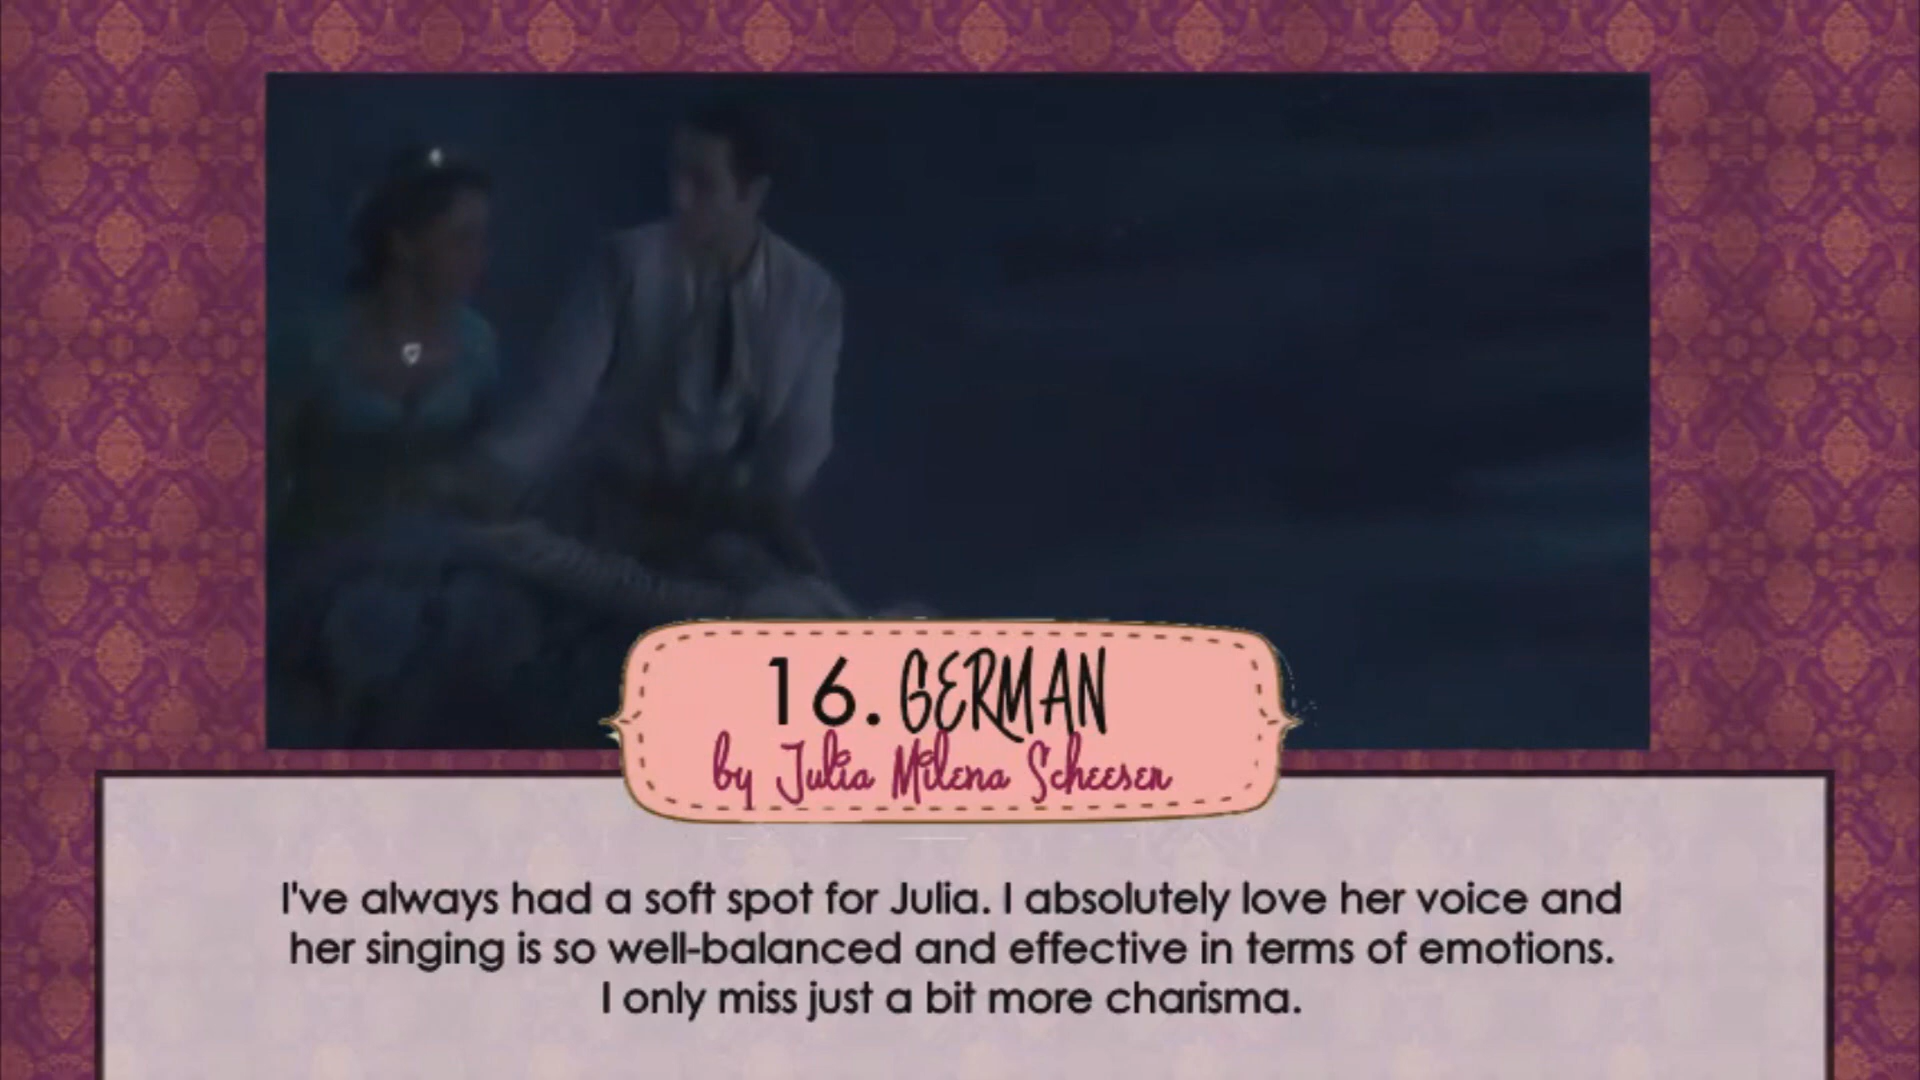 16. GERMAN
by Julia Milena Scheesen
I've always had a soft spot for Julia. I absolutely love her voice and
her singing is so well-balanced and effective in terms of emotions.
I only miss just a bit more charisma.